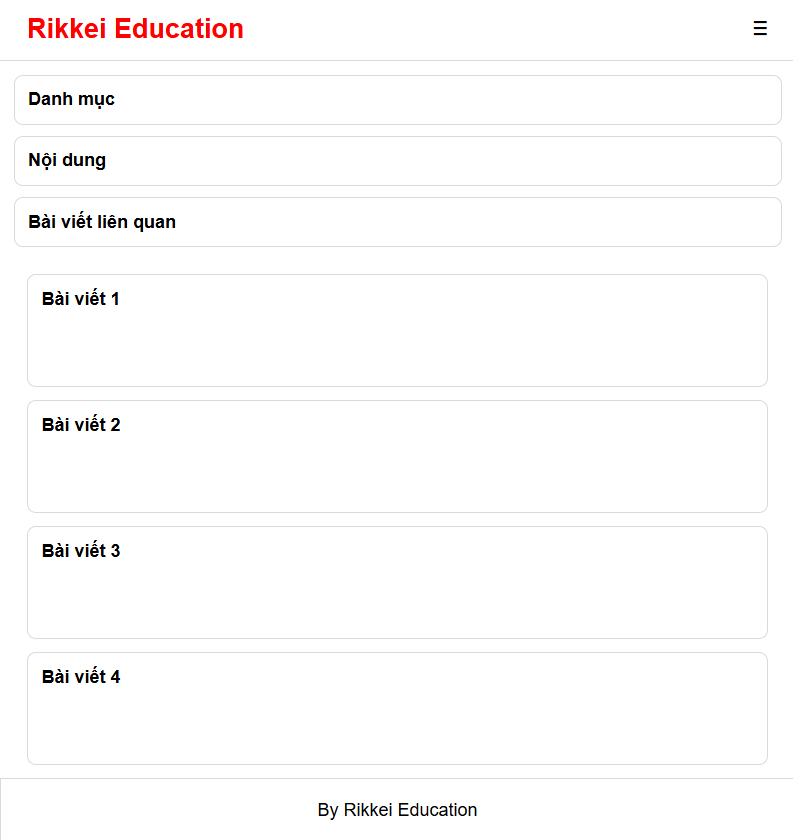 Rikkei Education
☰
Danh mục
Nội dung
Bài viết liên quan
Bài viết 1
Bài viết 2
Bài viết 3
Bài viết 4
By Rikkei Education